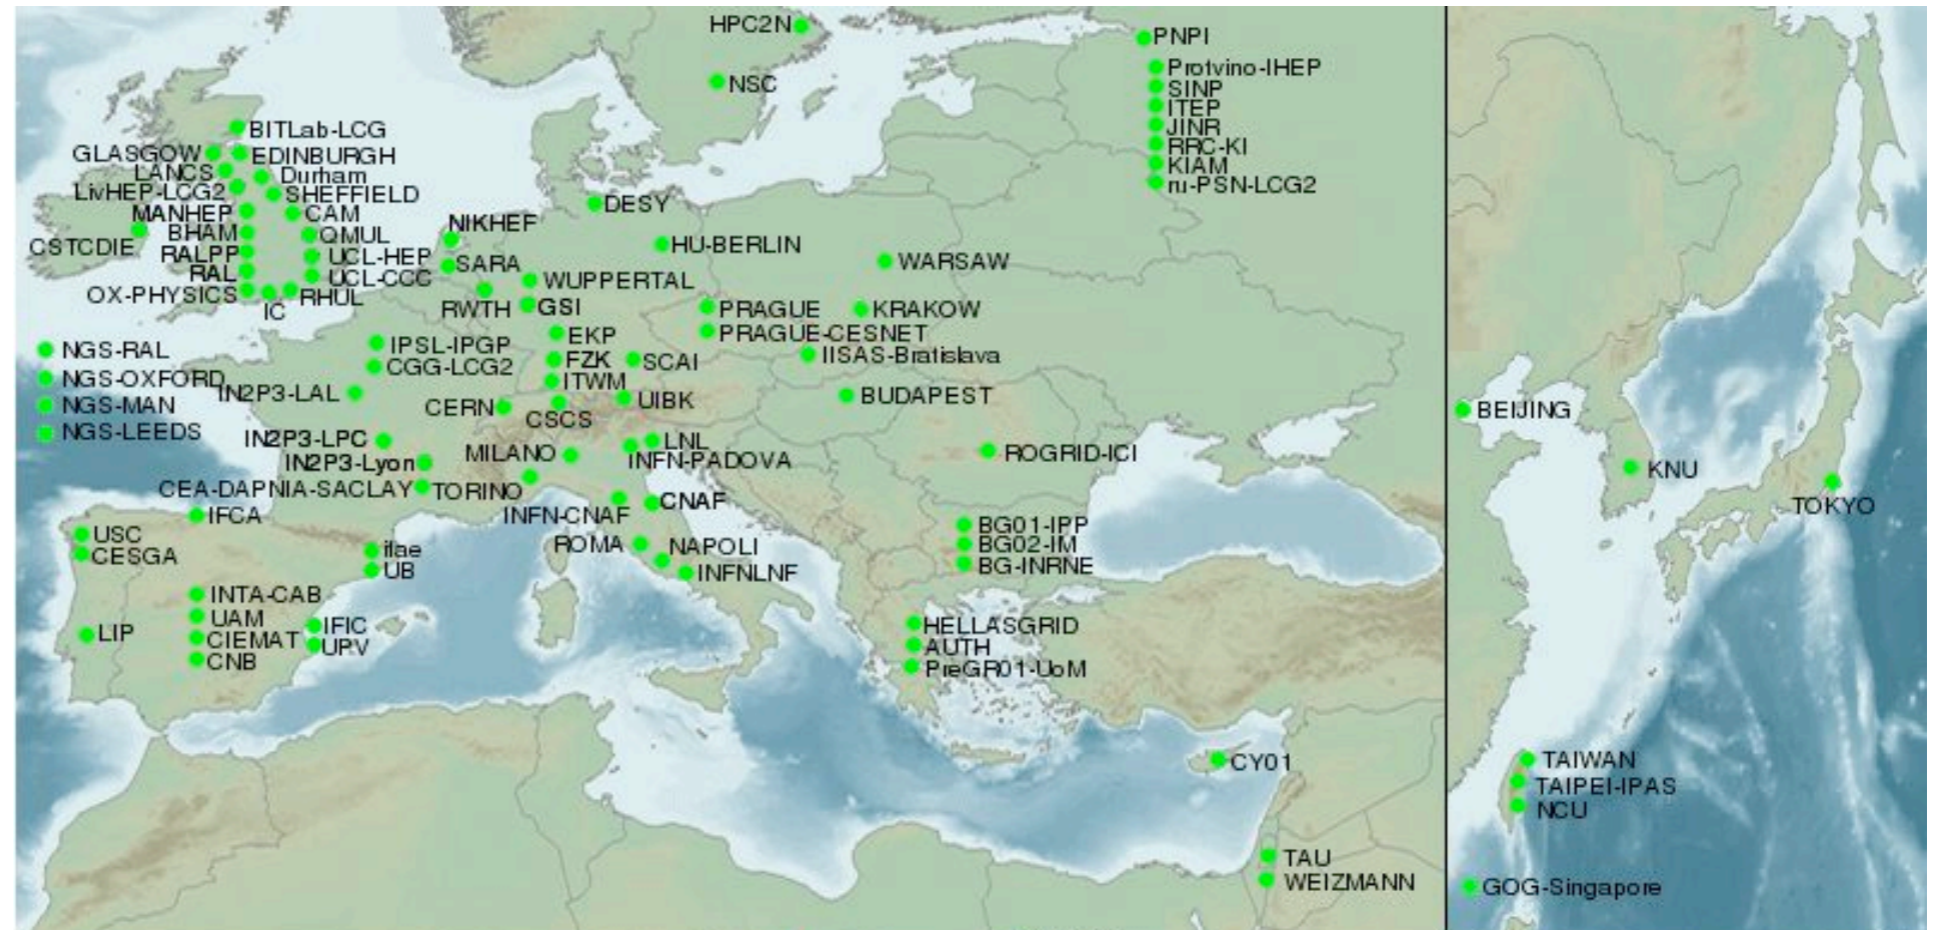 HPC2N
NSC
PNPI
Protvino-IHEP
SINP
ITEP
JINR
RRC-KI
KIAM
ru-PSN-LCG2
BITLab-LCG
GLASGOW
EDINBURGH
LANCS
Durham
LivHEP-LCG2
SHEFFIELD
MANHEP
CAM
BHAM
QMUL
CSTCDIE
RALPP
UCL-HEP
RAL
UCL-CCC
OX-PHYSICS
IC
RHUL
NIKHEF
DESY
HU-BERLIN
SARA
WUPPERTAL
WARSAW
RWTH
GSI
PRAGUE
KRAKOW
EKP
PRAGUE-CESNET
IPSL-IPGP
FZK
SCAI
IISAS-Bratislava
CGG-LCG2
ITWM
NGS-RAL
NGS-OXFORD
NGS-MAN
NGS-LEEDS
IN2P3-LAL
CERN
CSCS
UIBK
BUDAPEST
IN2P3-LPC
MILANO
LNL
INFN-PADOVA
ROGRID-ICI
IN2P3-Lyon
CEA-DAPNIA-SACLAY
TORINO
INFN-CNAF
CNAF
IFCA
USC
CESGA
ifae
UB
ROMA
NAPOLI
INFNLNF
BG01-IPP
BG02-IM
BG-INRNE
INTA-CAB
UAM
CIEMAT
CNB
IFIC
UPV
LIP
HELLASGRID
AUTH
PreGR01-UoM
CY01
TAU
WEIZMANN
BEIJING
KNU
TOKYO
TAIWAN
TAIPEI-IPAS
NCU
GOG-Singapore